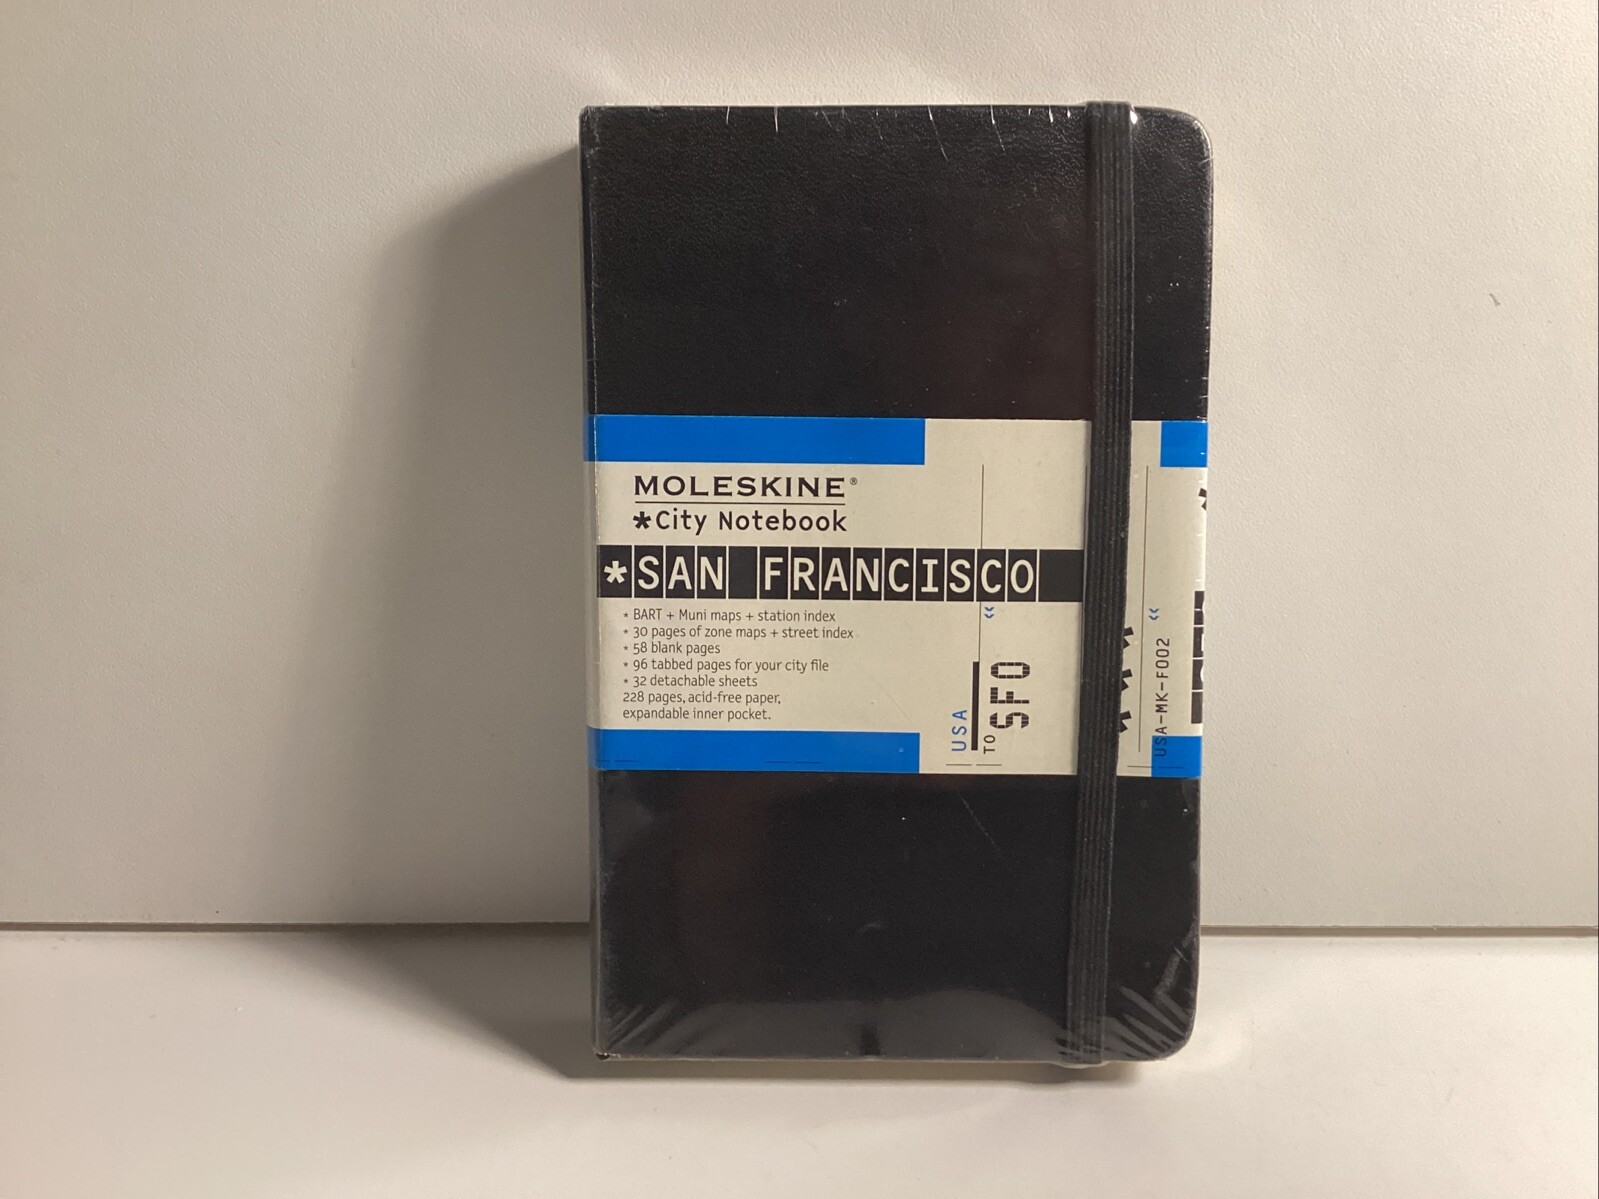 MOLESKINE®
*City Notebook
*SAN FRANCISCO
* BART + Muni maps + station index
* 30 pages of zone maps + street index
* 58 blank pages
* 96 tabbed pages for your city file
* 32 detachable sheets
228 pages, acid-free paper,
expandable inner pocket.
USA
TO SFO
USA-MK-F002